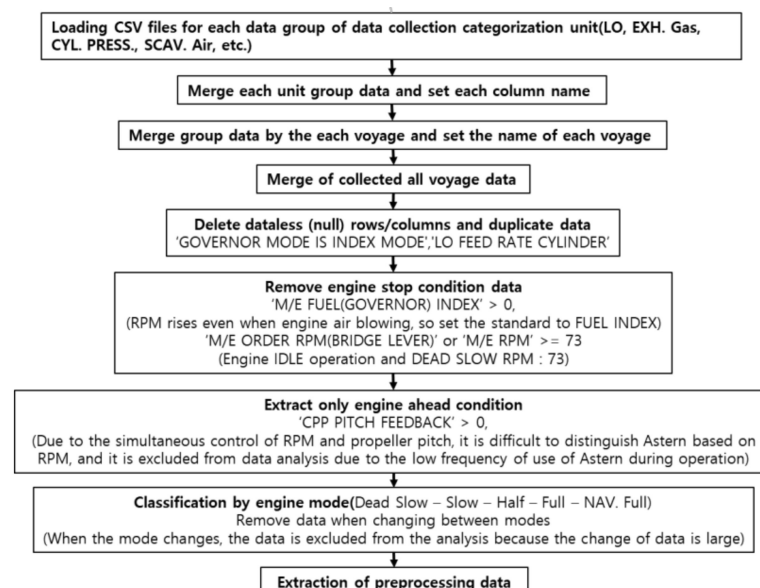 Loading CSV files for each data group of data collection categorization unit(LO, EXH. Gas,
CYL. PRESS., SCAV. Air, etc.)
Merge each unit group data and set each column name
Merge group data by the each voyage and set the name of each voyage
Merge of collected all voyage data
Delete dataless (null) rows/columns and duplicate data
'GOVERNOR MODE IS INDEX MODE','LO FEED RATE CYLINDER'
Remove engine stop condition data
'M/E FUEL(GOVERNOR) INDEX' > 0,
(RPM rises even when engine air blowing, so set the standard to FUEL INDEX)
'M/E ORDER RPM(BRIDGE LEVER)' or 'M/E RPM' >= 73
(Engine IDLE operation and DEAD SLOW RPM : 73)
Extract only engine ahead condition
'CPP PITCH FEEDBACK' > 0,
(Due to the simultaneous control of RPM and propeller pitch, it is difficult to distinguish Astern based on
RPM, and it is excluded from data analysis due to the low frequency of use of Astern during operation)
Classification by engine mode(Dead Slow – Slow – Half – Full – NAV. Full)
Remove data when changing between modes
(When the mode changes, the data is excluded from the analysis because the change of data is large)
Extraction of preprocessing data